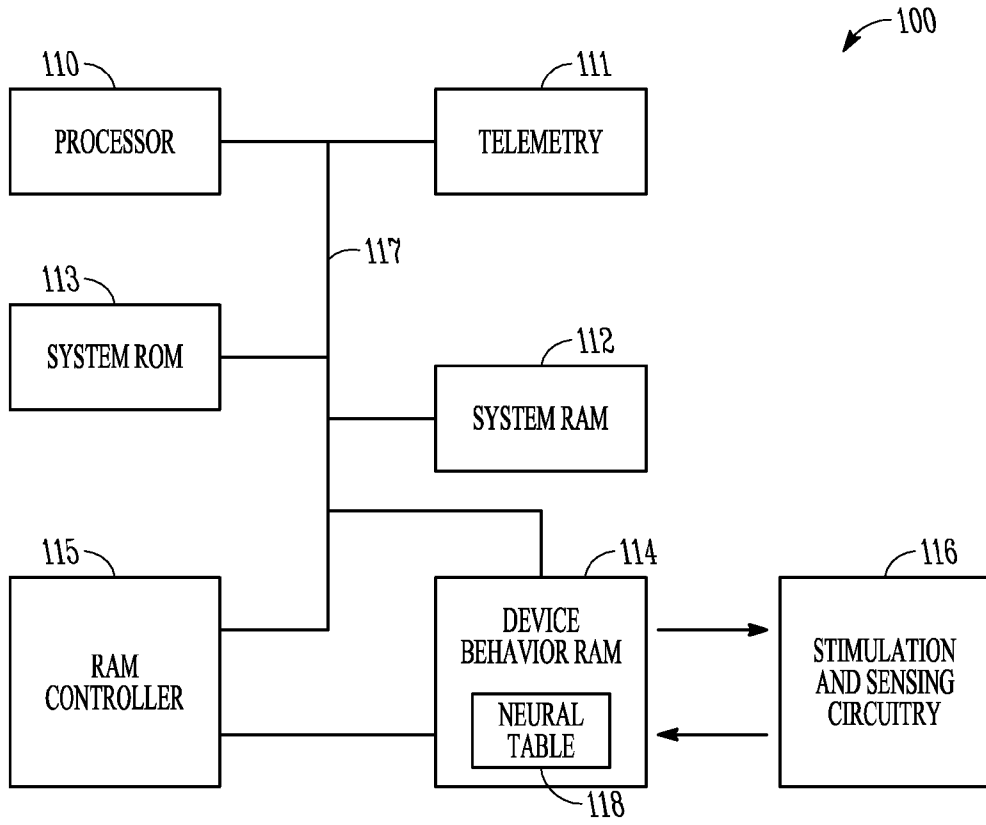 100
110
PROCESSOR
111
TELEMETRY
117
113
SYSTEM ROM
112
SYSTEM RAM
115
RAM
CONTROLLER
114
DEVICE
BEHAVIOR RAM
NEURAL
TABLE
118
116
STIMULATION
AND SENSING
CIRCUITRY